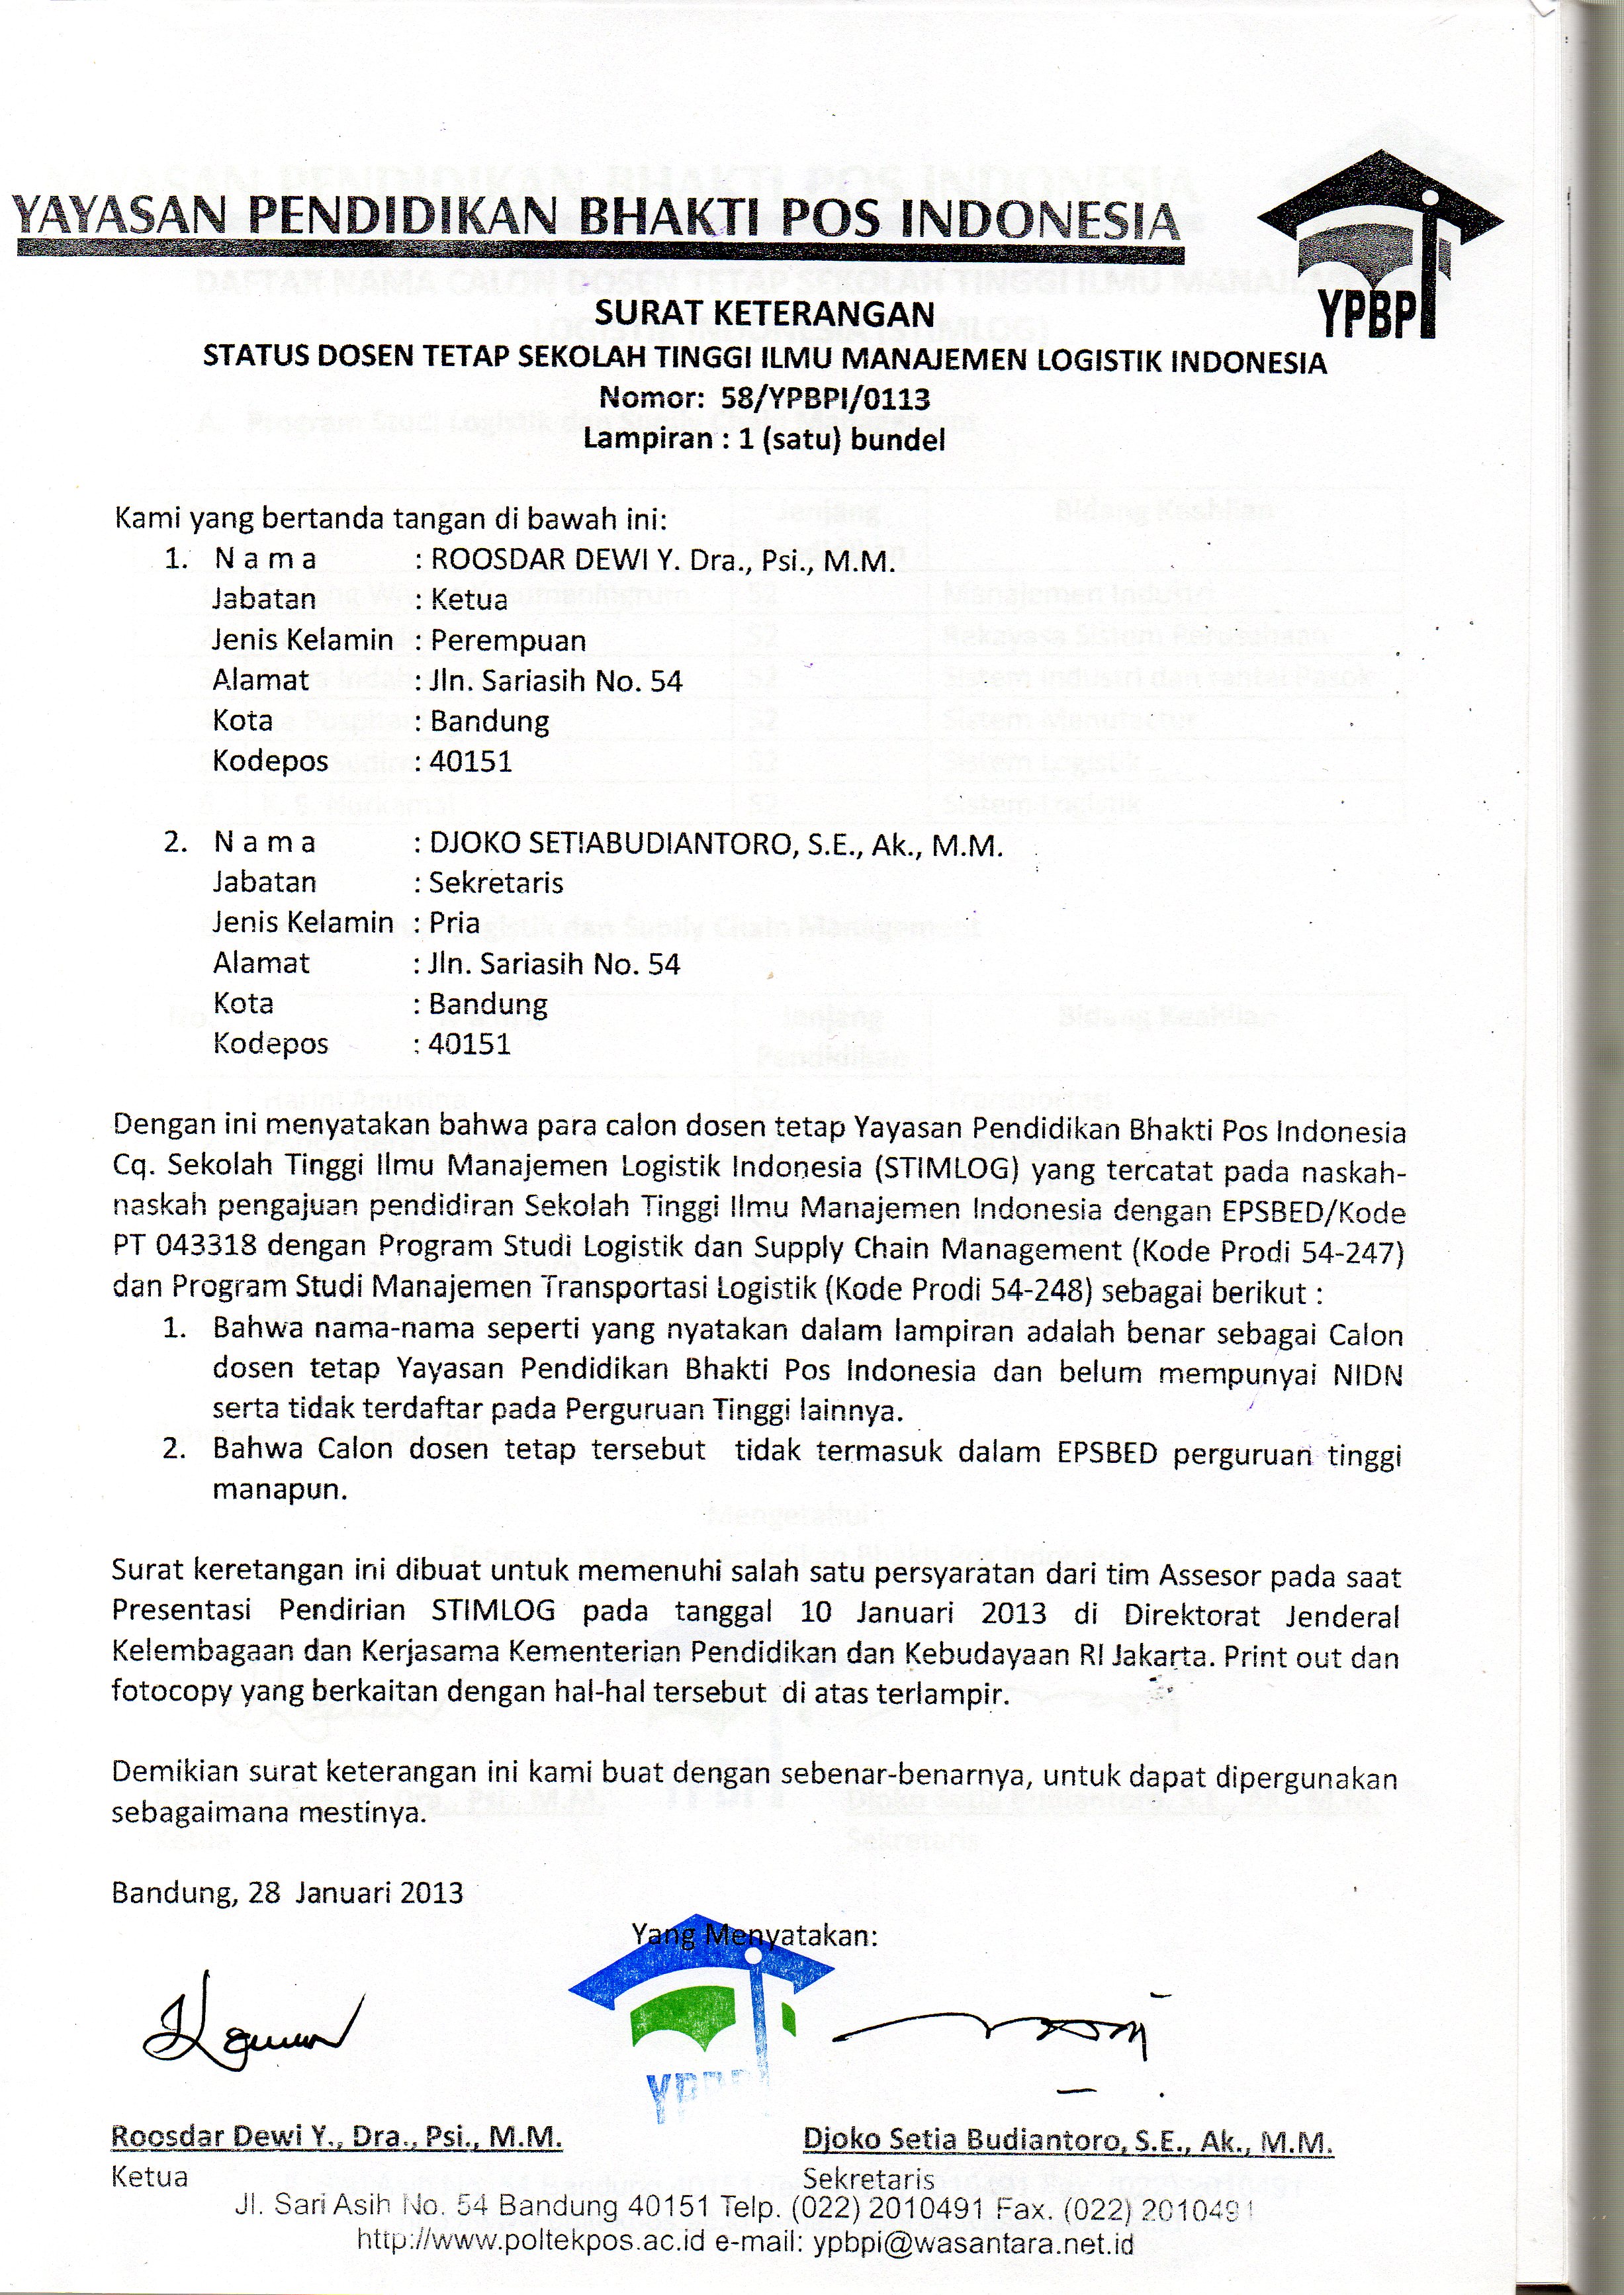 YAYASAN PENDIDIKAN BHAKTI POS INDONESIA
YPBPI
SURAT KETERANGAN
STATUS DOSEN TETAP SEKOLAH TINGGI ILMU MANAJEMEN LOGISTIK INDONESIA
Nomor: 58/YPBPI/0113
Lampiran : 1 (satu) bundel
Kami yang bertanda tangan di bawah ini:
1. N a m a : ROOSDAR DEWI Y. Dra., Psi., M.M.
Jabatan : Ketua
Jenis Kelamin : Perempuan
Alamat : Jln. Sariasih No. 54
Kota : Bandung
Kodepos : 40151
2. N a m a : DJOKO SETIABUDIANTORO, S.E., Ak., M.M.
Jabatan : Sekretaris
Jenis Kelamin : Pria
Alamat : Jln. Sariasih No. 54
Kota : Bandung
Kodepos : 40151
Dengan ini menyatakan bahwa para calon dosen tetap Yayasan Pendidikan Bhakti Pos Indonesia
Cq. Sekolah Tinggi Ilmu Manajemen Logistik Indonesia (STIMLOG) yang tercatat pada naskah-
naskah pengajuan pendidiran Sekolah Tinggi Ilmu Manajemen Indonesia dengan EPSBED/Kode
PT 043318 dengan Program Studi Logistik dan Supply Chain Management (Kode Prodi 54-247)
dan Program Studi Manajemen Transportasi Logistik (Kode Prodi 54-248) sebagai berikut :
1. Bahwa nama-nama seperti yang nyatakan dalam lampiran adalah benar sebagai Calon
dosen tetap Yayasan Pendidikan Bhakti Pos Indonesia dan belum mempunyai NIDN
serta tidak terdaftar pada Perguruan Tinggi lainnya.
2. Bahwa Calon dosen tetap tersebut tidak termasuk dalam EPSBED perguruan tinggi
manapun.
Surat keretangan ini dibuat untuk memenuhi salah satu persyaratan dari tim Assesor pada saat
Presentasi Pendirian STIMLOG pada tanggal 10 Januari 2013 di Direktorat Jenderal
Kelembagaan dan Kerjasama Kementerian Pendidikan dan Kebudayaan RI Jakarta. Print out dan
fotocopy yang berkaitan dengan hal-hal tersebut di atas terlampir.
Demikian surat keterangan ini kami buat dengan sebenar-benarnya, untuk dapat dipergunakan
sebagaimana mestinya.
Bandung, 28 Januari 2013
Yang Menyatakan:
YPBPI
Roosdar Dewi Y., Dra., Psi., M.M. Djoko Setia Budiantoro, S.E., Ak., M.M.
Ketua Sekretaris
Jl. Sari Asih No. 54 Bandung 40151 Telp. (022) 2010491 Fax. (022) 2010491
http://www.poltekpos.ac.id e-mail: ypbpi@wasantara.net.id